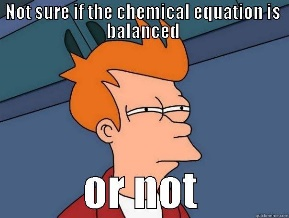 Not sure if the chemical equation is
balanced
or not